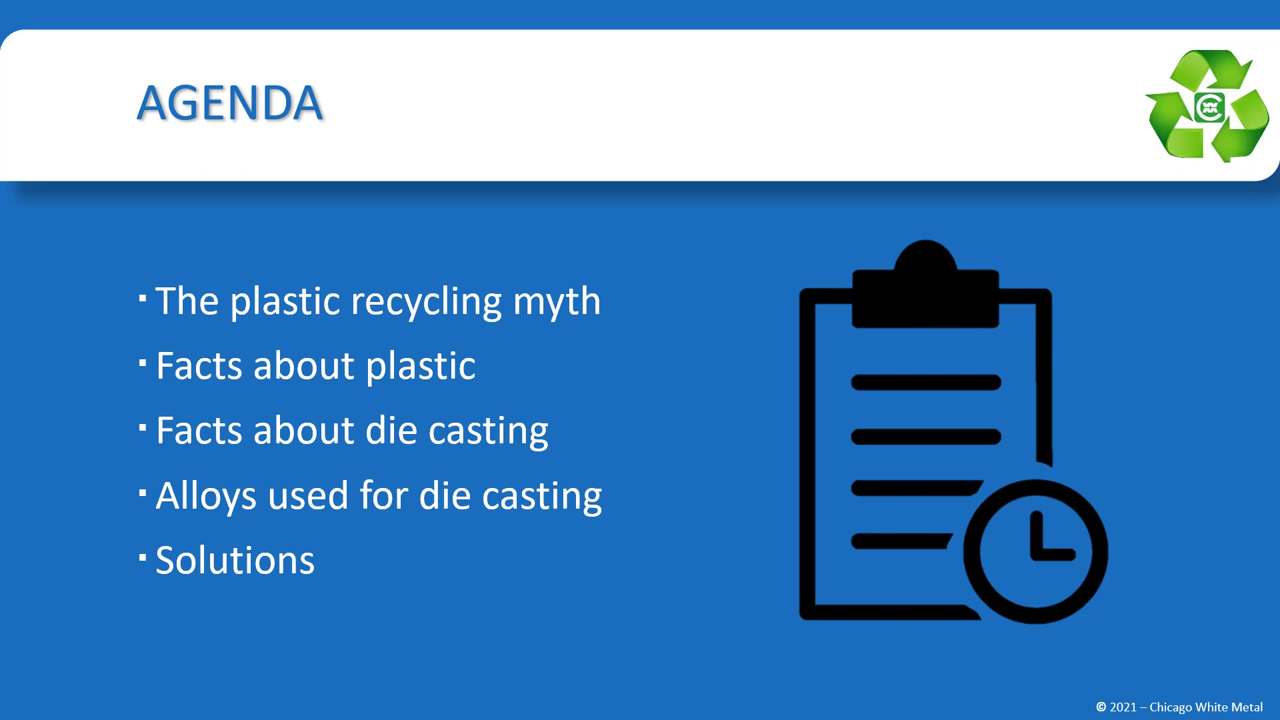 AGENDA
▪ The plastic recycling myth
▪ Facts about plastic
▪ Facts about die casting
▪ Alloys used for die casting
▪ Solutions
© 2021 – Chicago White Metal